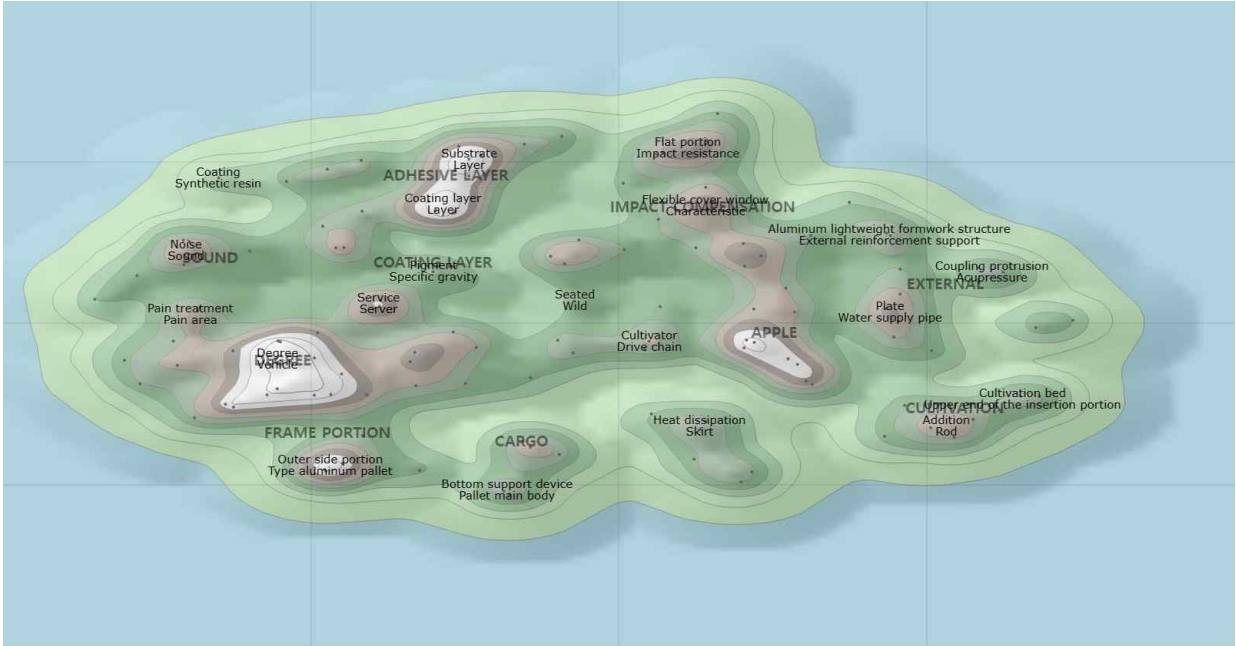 Flat portion
Impact resistance
Substrate
Layer
ADHESIVE LAYER
Coating
Synthetic resin
Coating layer
Layer
Flexible cover window
IMPACT COMPENSATION
Characteristic
Aluminum lightweight formwork structure
External reinforcement support
Noise
Sound
SOUND
COATING LAYER
Pigment
Specific gravity
Coupling protrusion
Acupressure
EXTERNAL
Seated
Wild
Service
Server
Pain treatment
Pain area
Plate
Water supply pipe
APPLE
Cultivator
Drive chain
Degree
DEGREE
Vehicle
Cultivation bed
Upper end of the insertion portion
CULTIVATION
Addition
Rod
Heat dissipation
Skirt
FRAME PORTION
CARGO
Outer side portion
Type aluminum pallet
Bottom support device
Pallet main body